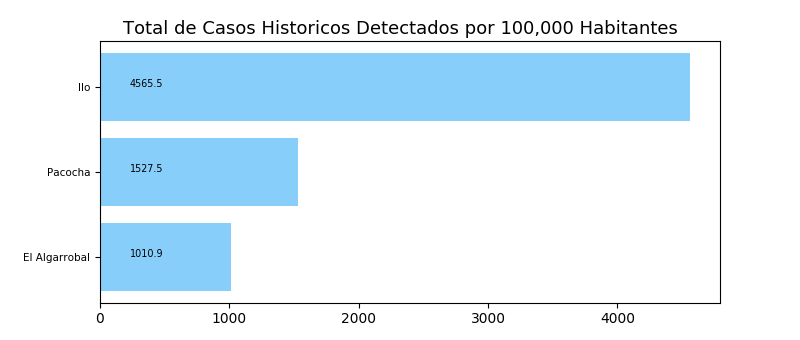 Total de Casos Historicos Detectados por 100,000 Habitantes
Ilo
4565.5
Pacocha
1527.5
El Algarrobal
1010.9
0 1000 2000 3000 4000